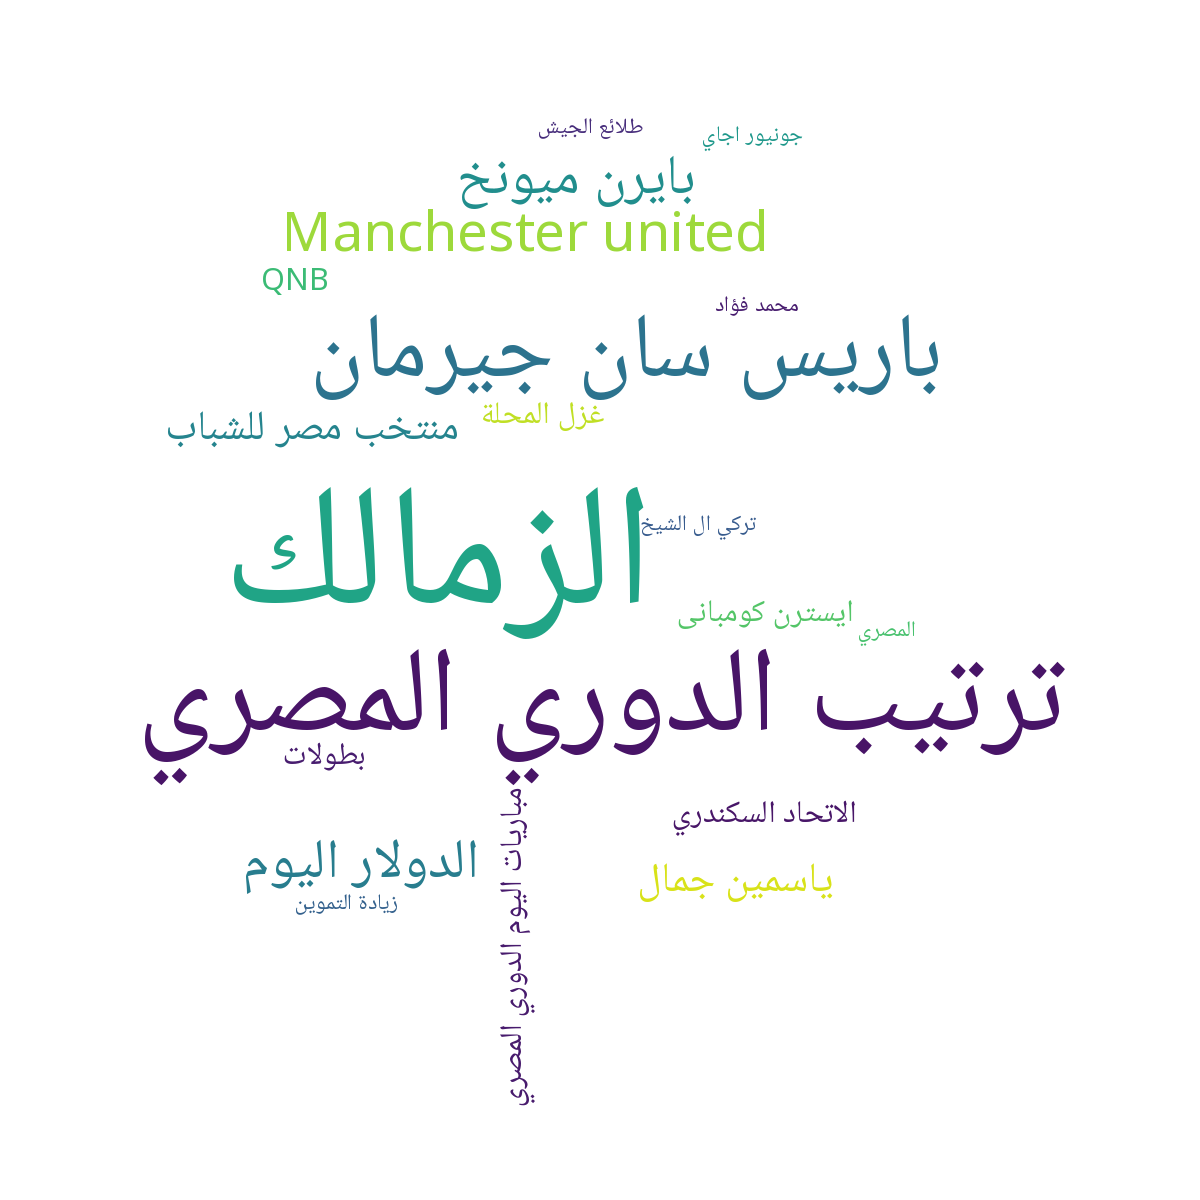 طلائع الجيش
جونيور اجاي
بايرن ميونخ
Manchester united
QNB
محمد فؤاد
باريس سان جيرمان
غزل المحلة
منتخب مصر للشباب
الزمالك
تركي ال الشيخ
ايسترن كومبانى
المصري
ترتيب الدوري المصري
بطولات
مباريات اليوم الدوري المصري
الاتحاد السكندري
الدولار اليوم
ياسمين جمال
زيادة التموين